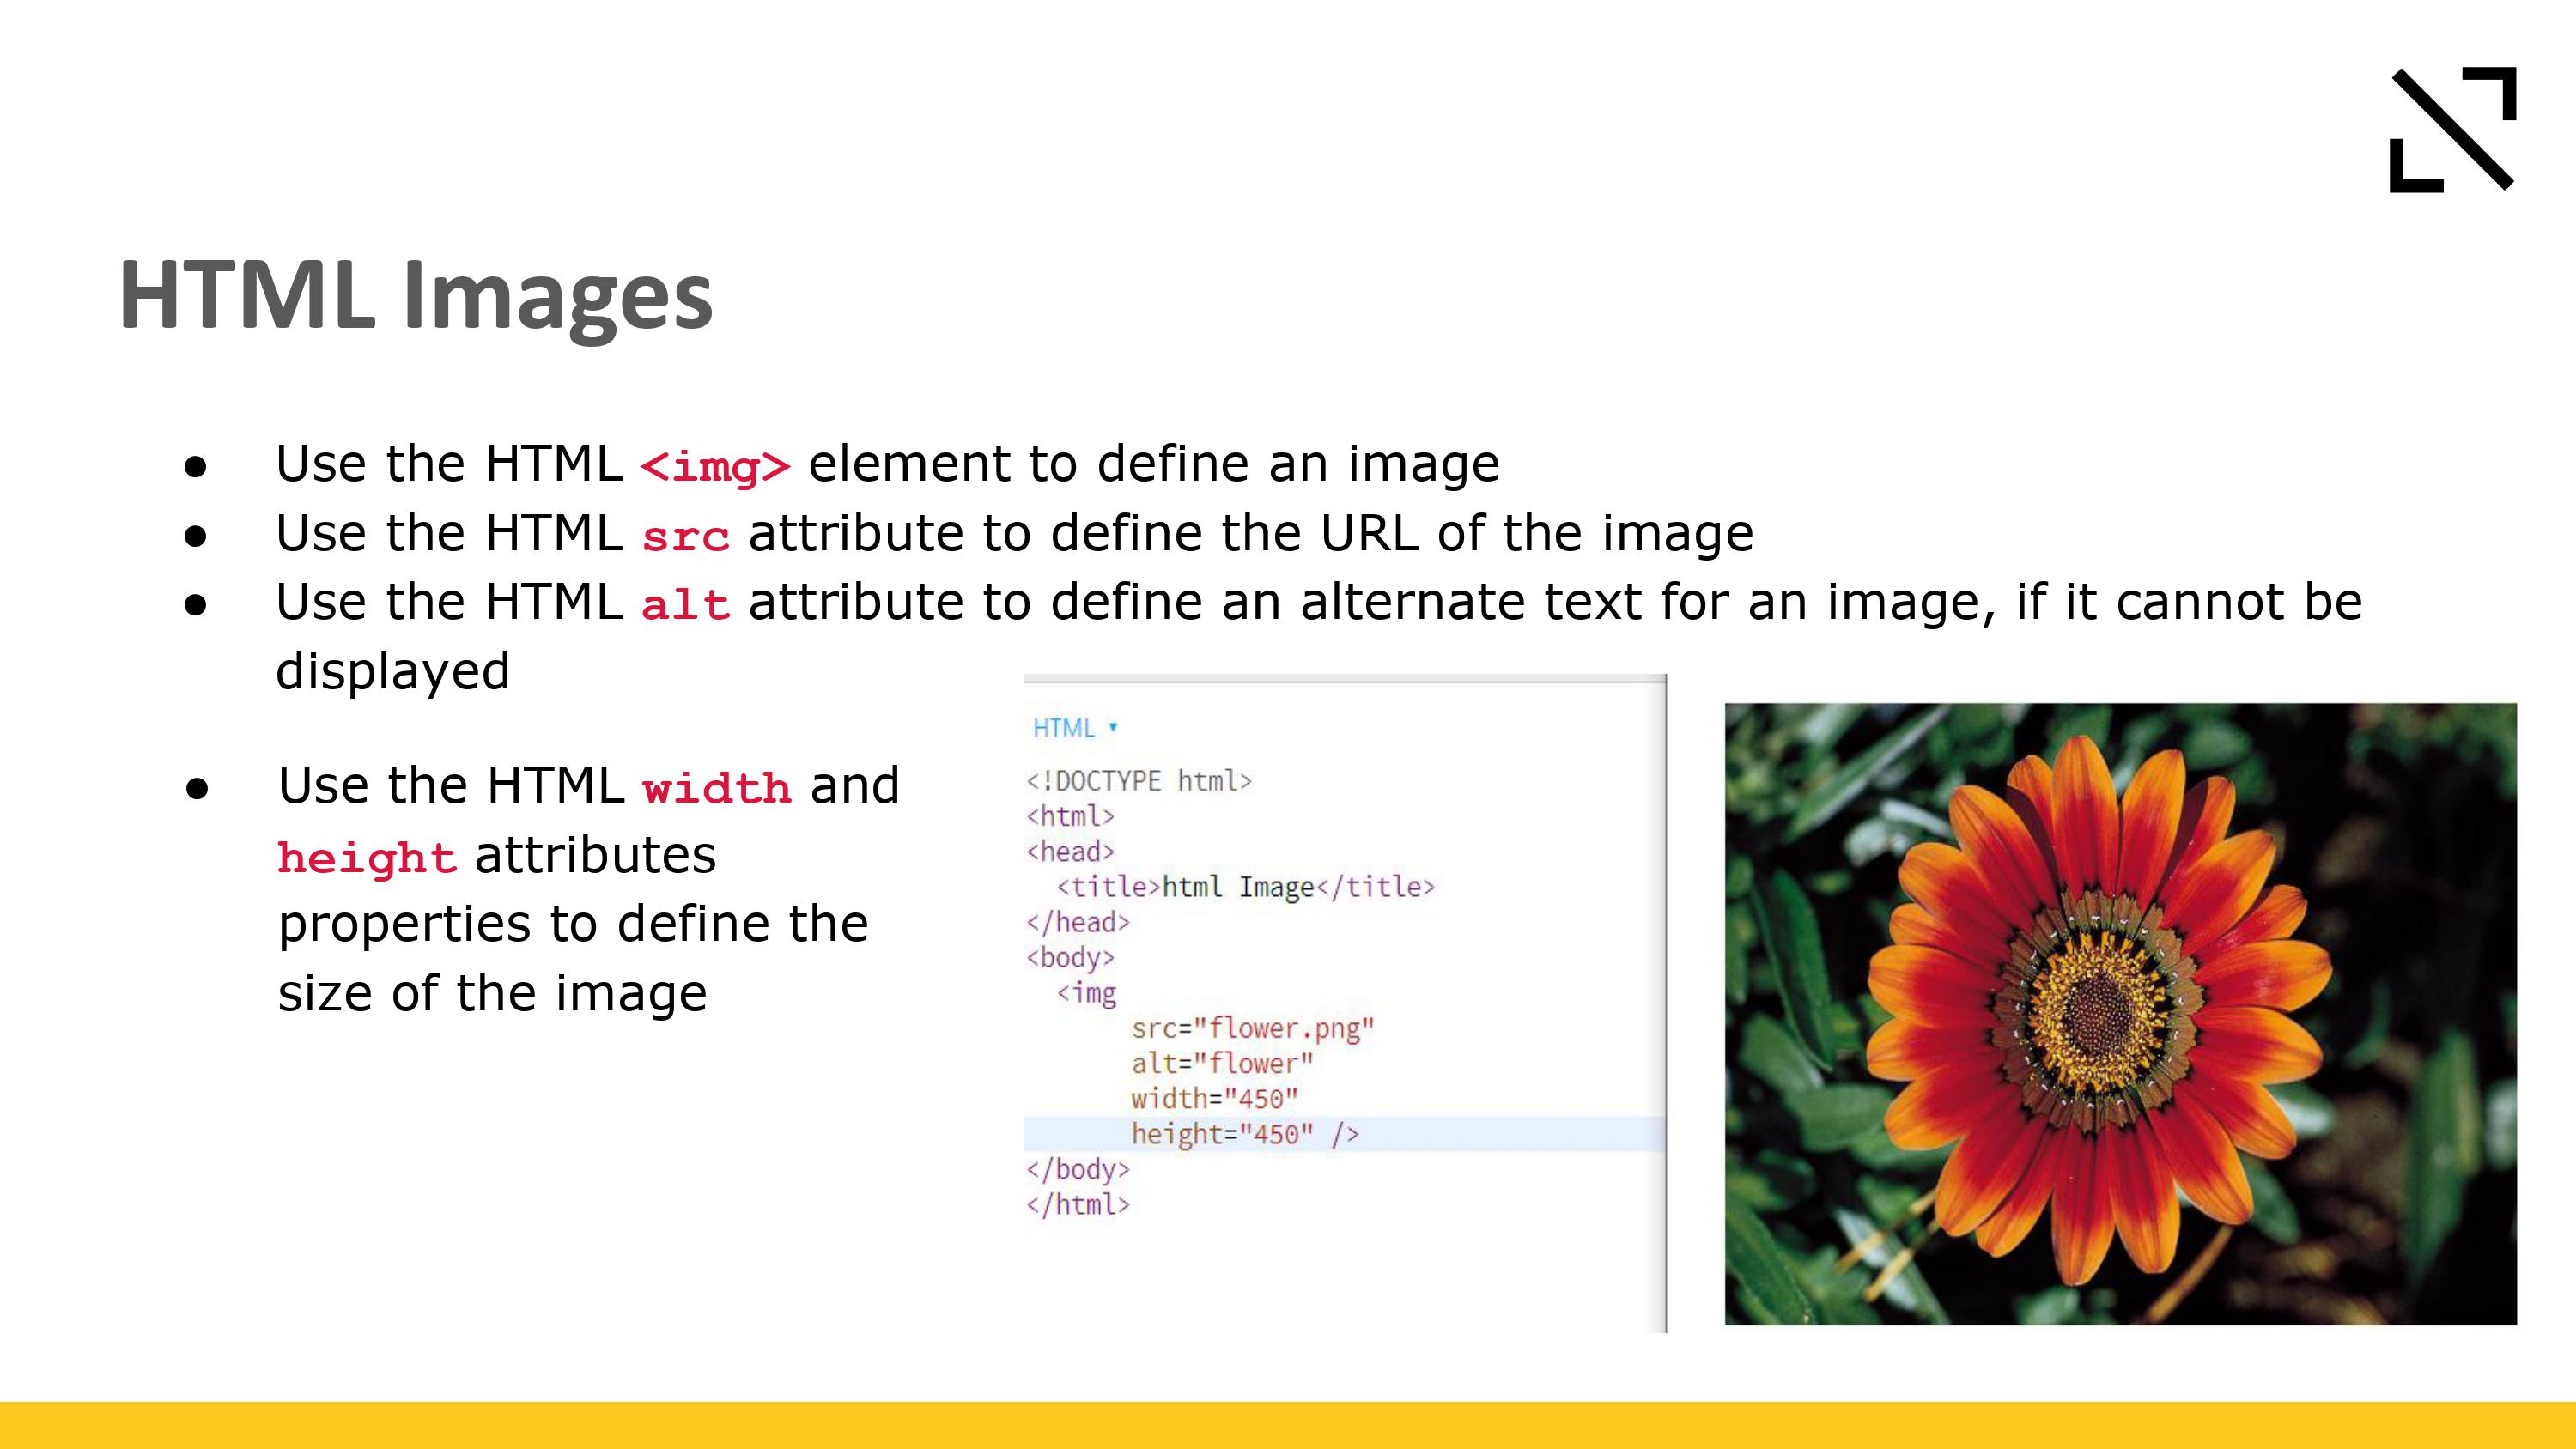 HTML Images
● Use the HTML <img> element to define an image
● Use the HTML src attribute to define the URL of the image
● Use the HTML alt attribute to define an alternate text for an image, if it cannot be
displayed
● Use the HTML width and
height attributes
properties to define the
size of the image
HTML ▾
<!DOCTYPE html>
<html>
<head>
<title>html Image</title>
</head>
<body>
<img
src="flower.png"
alt="flower"
width="450"
height="450" />
</body>
</html>